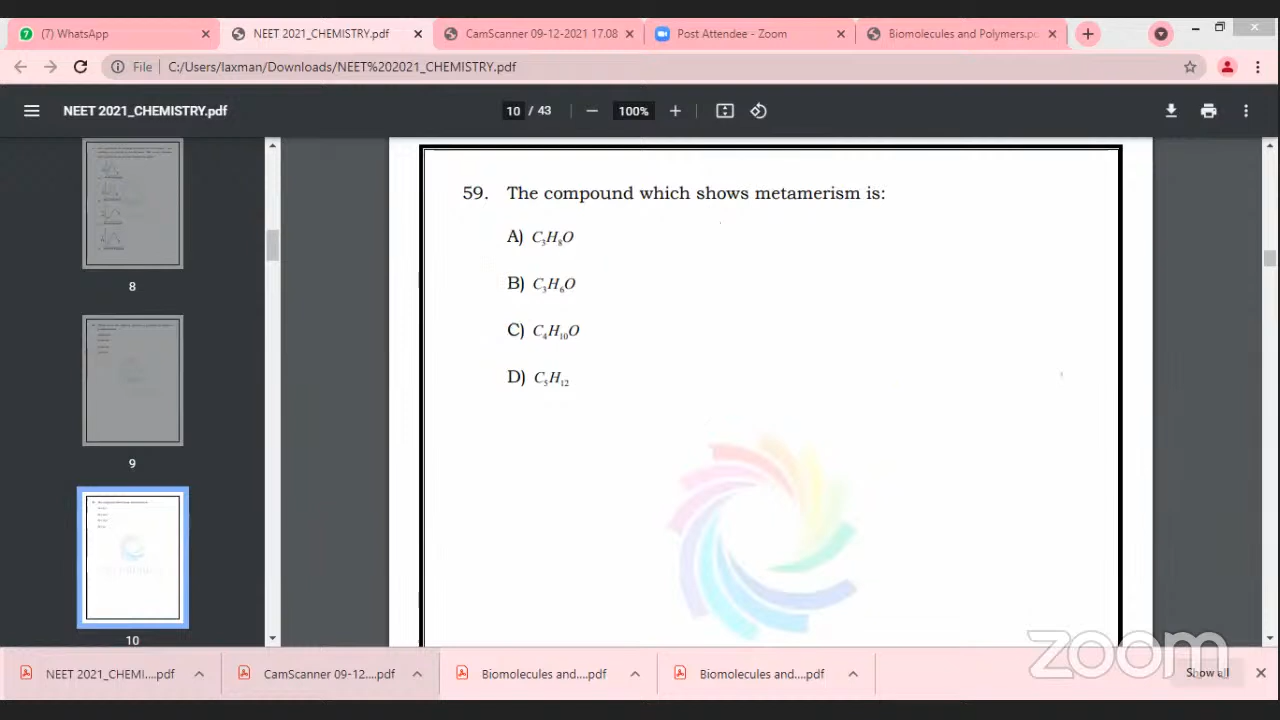 (7) WhatsApp
NEET 2021_CHEMISTRY.pdf
CamScanner 09-12-2021 17.08
Post Attendee - Zoom
Biomolecules and Polymers.pd
File
C:/Users/laxman/Downloads/NEET%202021_CHEMISTRY.pdf
NEET 2021_CHEMISTRY.pdf
10 / 43
100%
59. The compound which shows metamerism is:
A) C₃H₈O
B) C₃H₆O
C) C₄H₁₀O
D) C₅H₁₂
8
9
10
zoom
NEET 2021_CHEMI....pdf
CamScanner 09-12....pdf
Biomolecules and....pdf
Biomolecules and....pdf
Show all